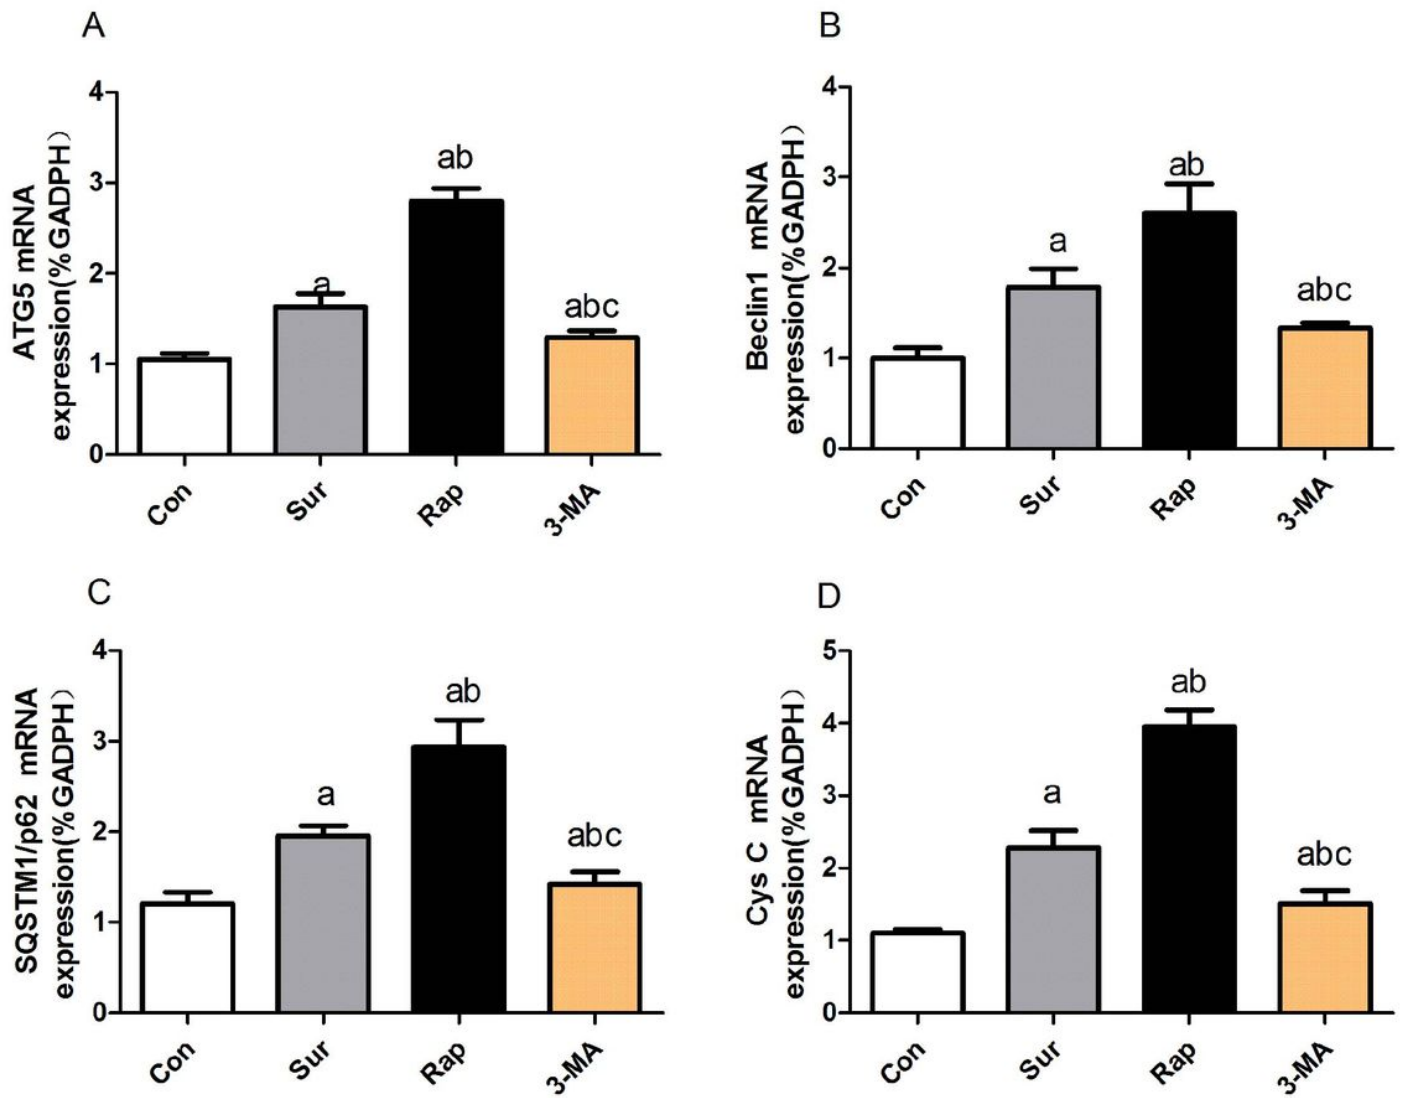 A
ATG5 mRNA
expression(%GADPH）
4
3
2
1
0
a
ab
abc
Con
Sur
Rap
3-MA
B
Beclin1 mRNA
expression(%GADPH）
4
3
2
1
0
a
ab
abc
Con
Sur
Rap
3-MA
C
SQSTM1/p62 mRNA
expression(%GADPH）
4
3
2
1
0
a
ab
abc
Con
Sur
Rap
3-MA
D
Cys C mRNA
expression(%GADPH）
5
4
3
2
1
0
a
ab
abc
Con
Sur
Rap
3-MA